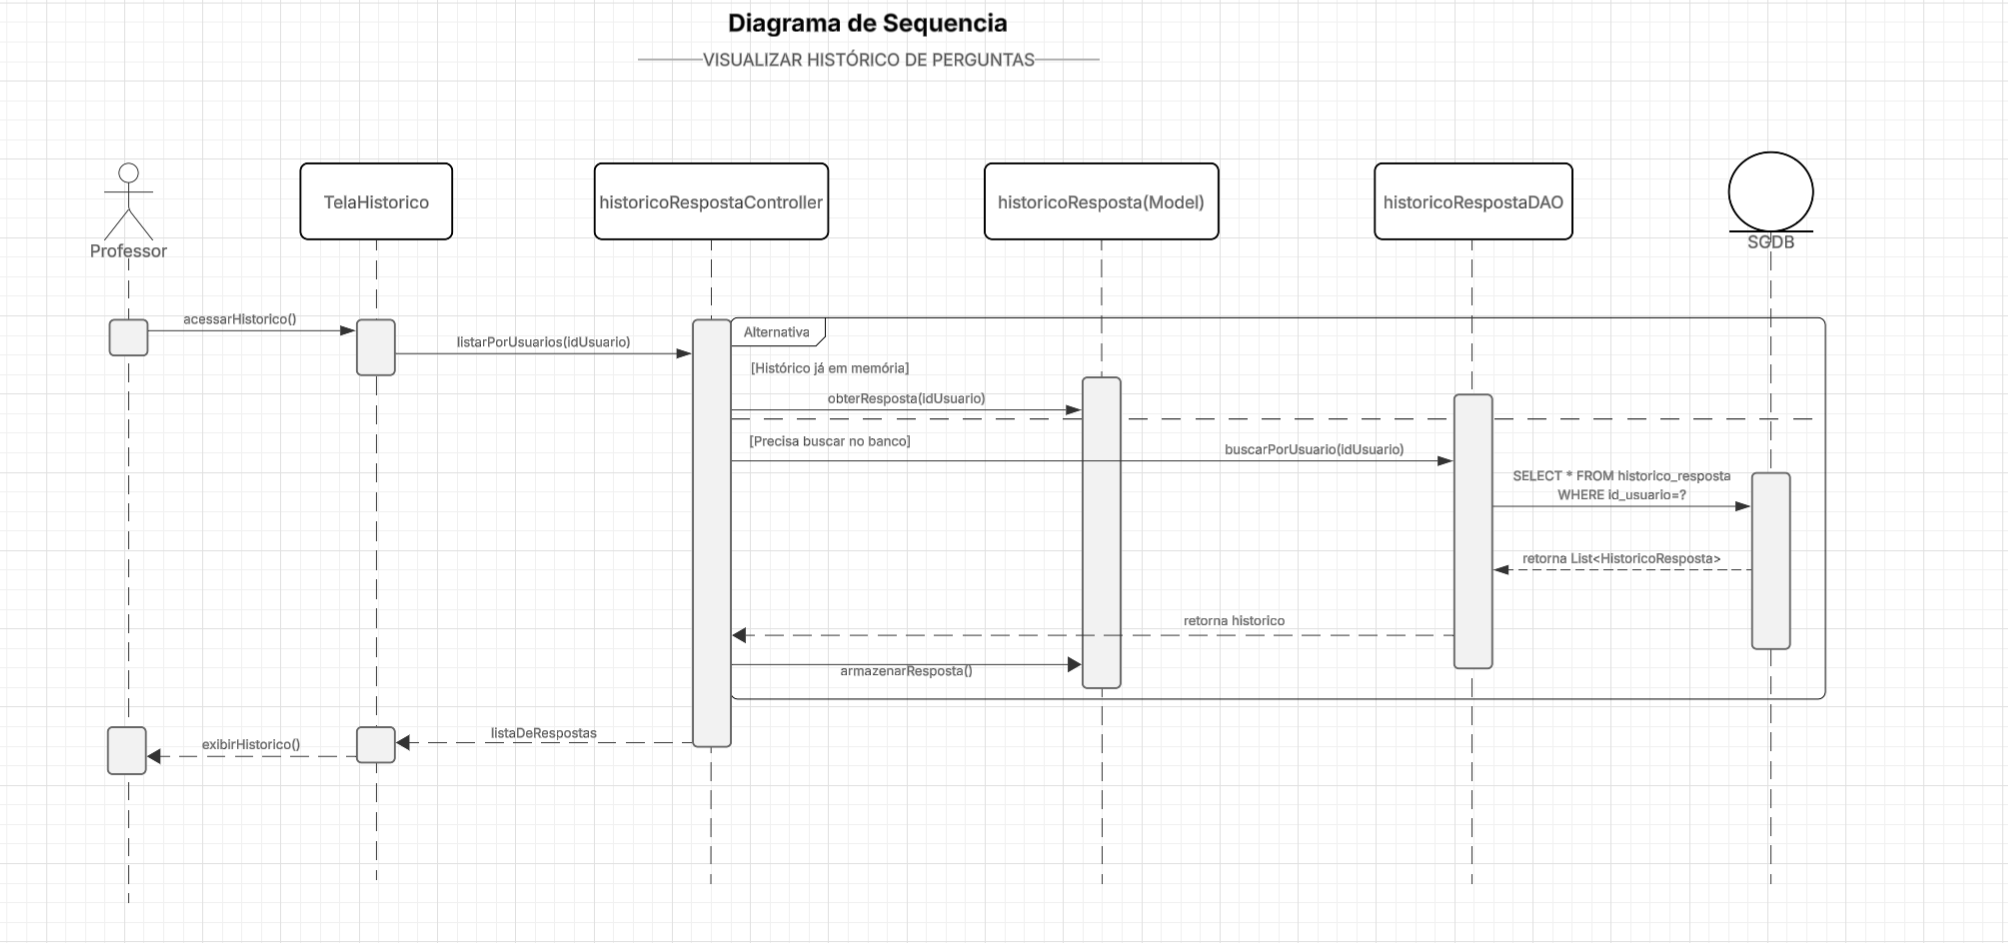 Diagrama de Sequencia
VISUALIZAR HISTÓRICO DE PERGUNTAS
Professor
TelaHistorico
historicoRespostaController
historicoResposta(Model)
historicoRespostaDAO
SGDB
acessarHistorico()
listarPorUsuarios(idUsuario)
Alternativa
[Histórico já em memória]
obterResposta(idUsuario)
[Precisa buscar no banco]
buscarPorUsuario(idUsuario)
SELECT * FROM historico_resposta
WHERE id_usuario=?
retorna List<HistoricoResposta>
retorna historico
armazenarResposta()
listaDeRespostas
exibirHistorico()